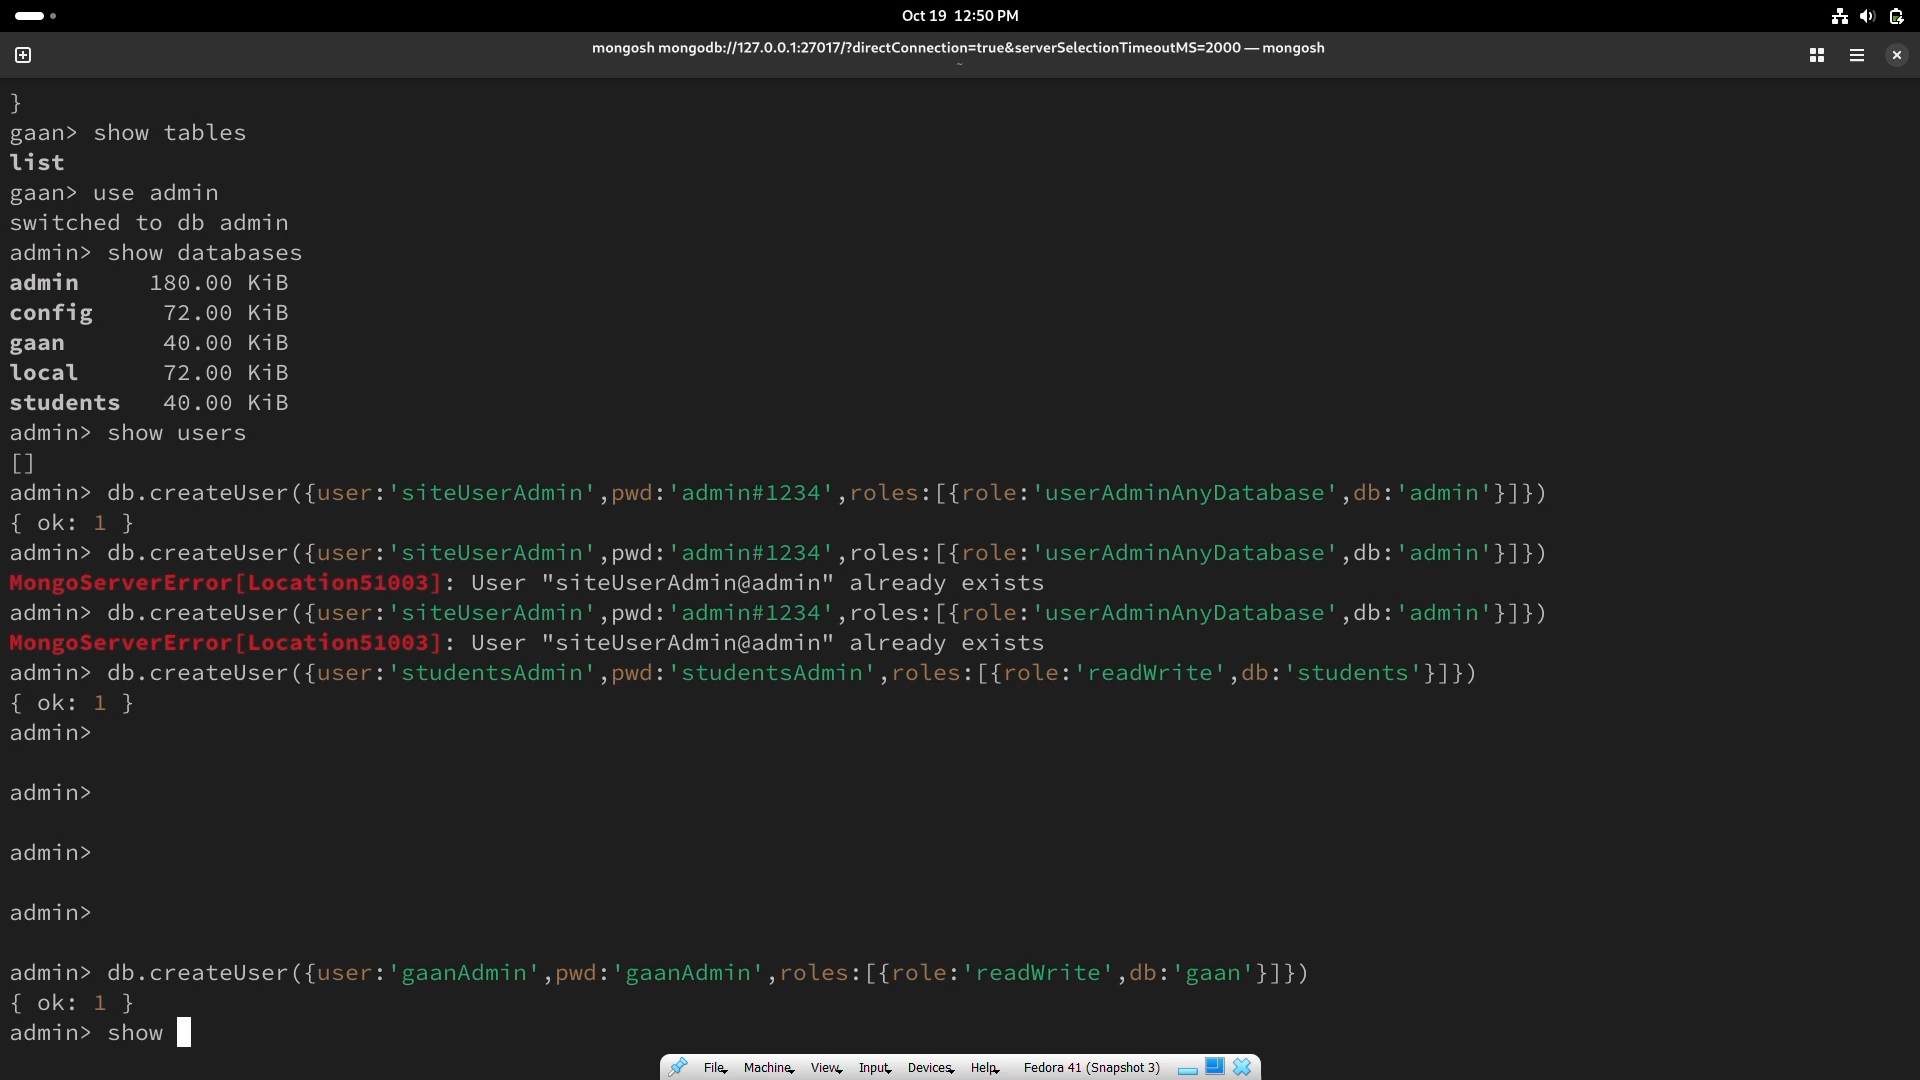 Oct 19 12:50 PM
mongosh mongodb://127.0.0.1:27017/?directConnection=true&serverSelectionTimeoutMS=2000 — mongosh
~
}
gaan> show tables
list
gaan> use admin
switched to db admin
admin> show databases
admin 180.00 KiB
config 72.00 KiB
gaan 40.00 KiB
local 72.00 KiB
students 40.00 KiB
admin> show users
[]
admin> db.createUser({user:'siteUserAdmin',pwd:'admin#1234',roles:[{role:'userAdminAnyDatabase',db:'admin'}]})
{ ok: 1 }
admin> db.createUser({user:'siteUserAdmin',pwd:'admin#1234',roles:[{role:'userAdminAnyDatabase',db:'admin'}]})
MongoServerError[Location51003]: User "siteUserAdmin@admin" already exists
admin> db.createUser({user:'siteUserAdmin',pwd:'admin#1234',roles:[{role:'userAdminAnyDatabase',db:'admin'}]})
MongoServerError[Location51003]: User "siteUserAdmin@admin" already exists
admin> db.createUser({user:'studentsAdmin',pwd:'studentsAdmin',roles:[{role:'readWrite',db:'students'}]})
{ ok: 1 }
admin>
admin>
admin>
admin>
admin> db.createUser({user:'gaanAdmin',pwd:'gaanAdmin',roles:[{role:'readWrite',db:'gaan'}]})
{ ok: 1 }
admin> show
File Machine View Input Devices Help Fedora 41 (Snapshot 3)